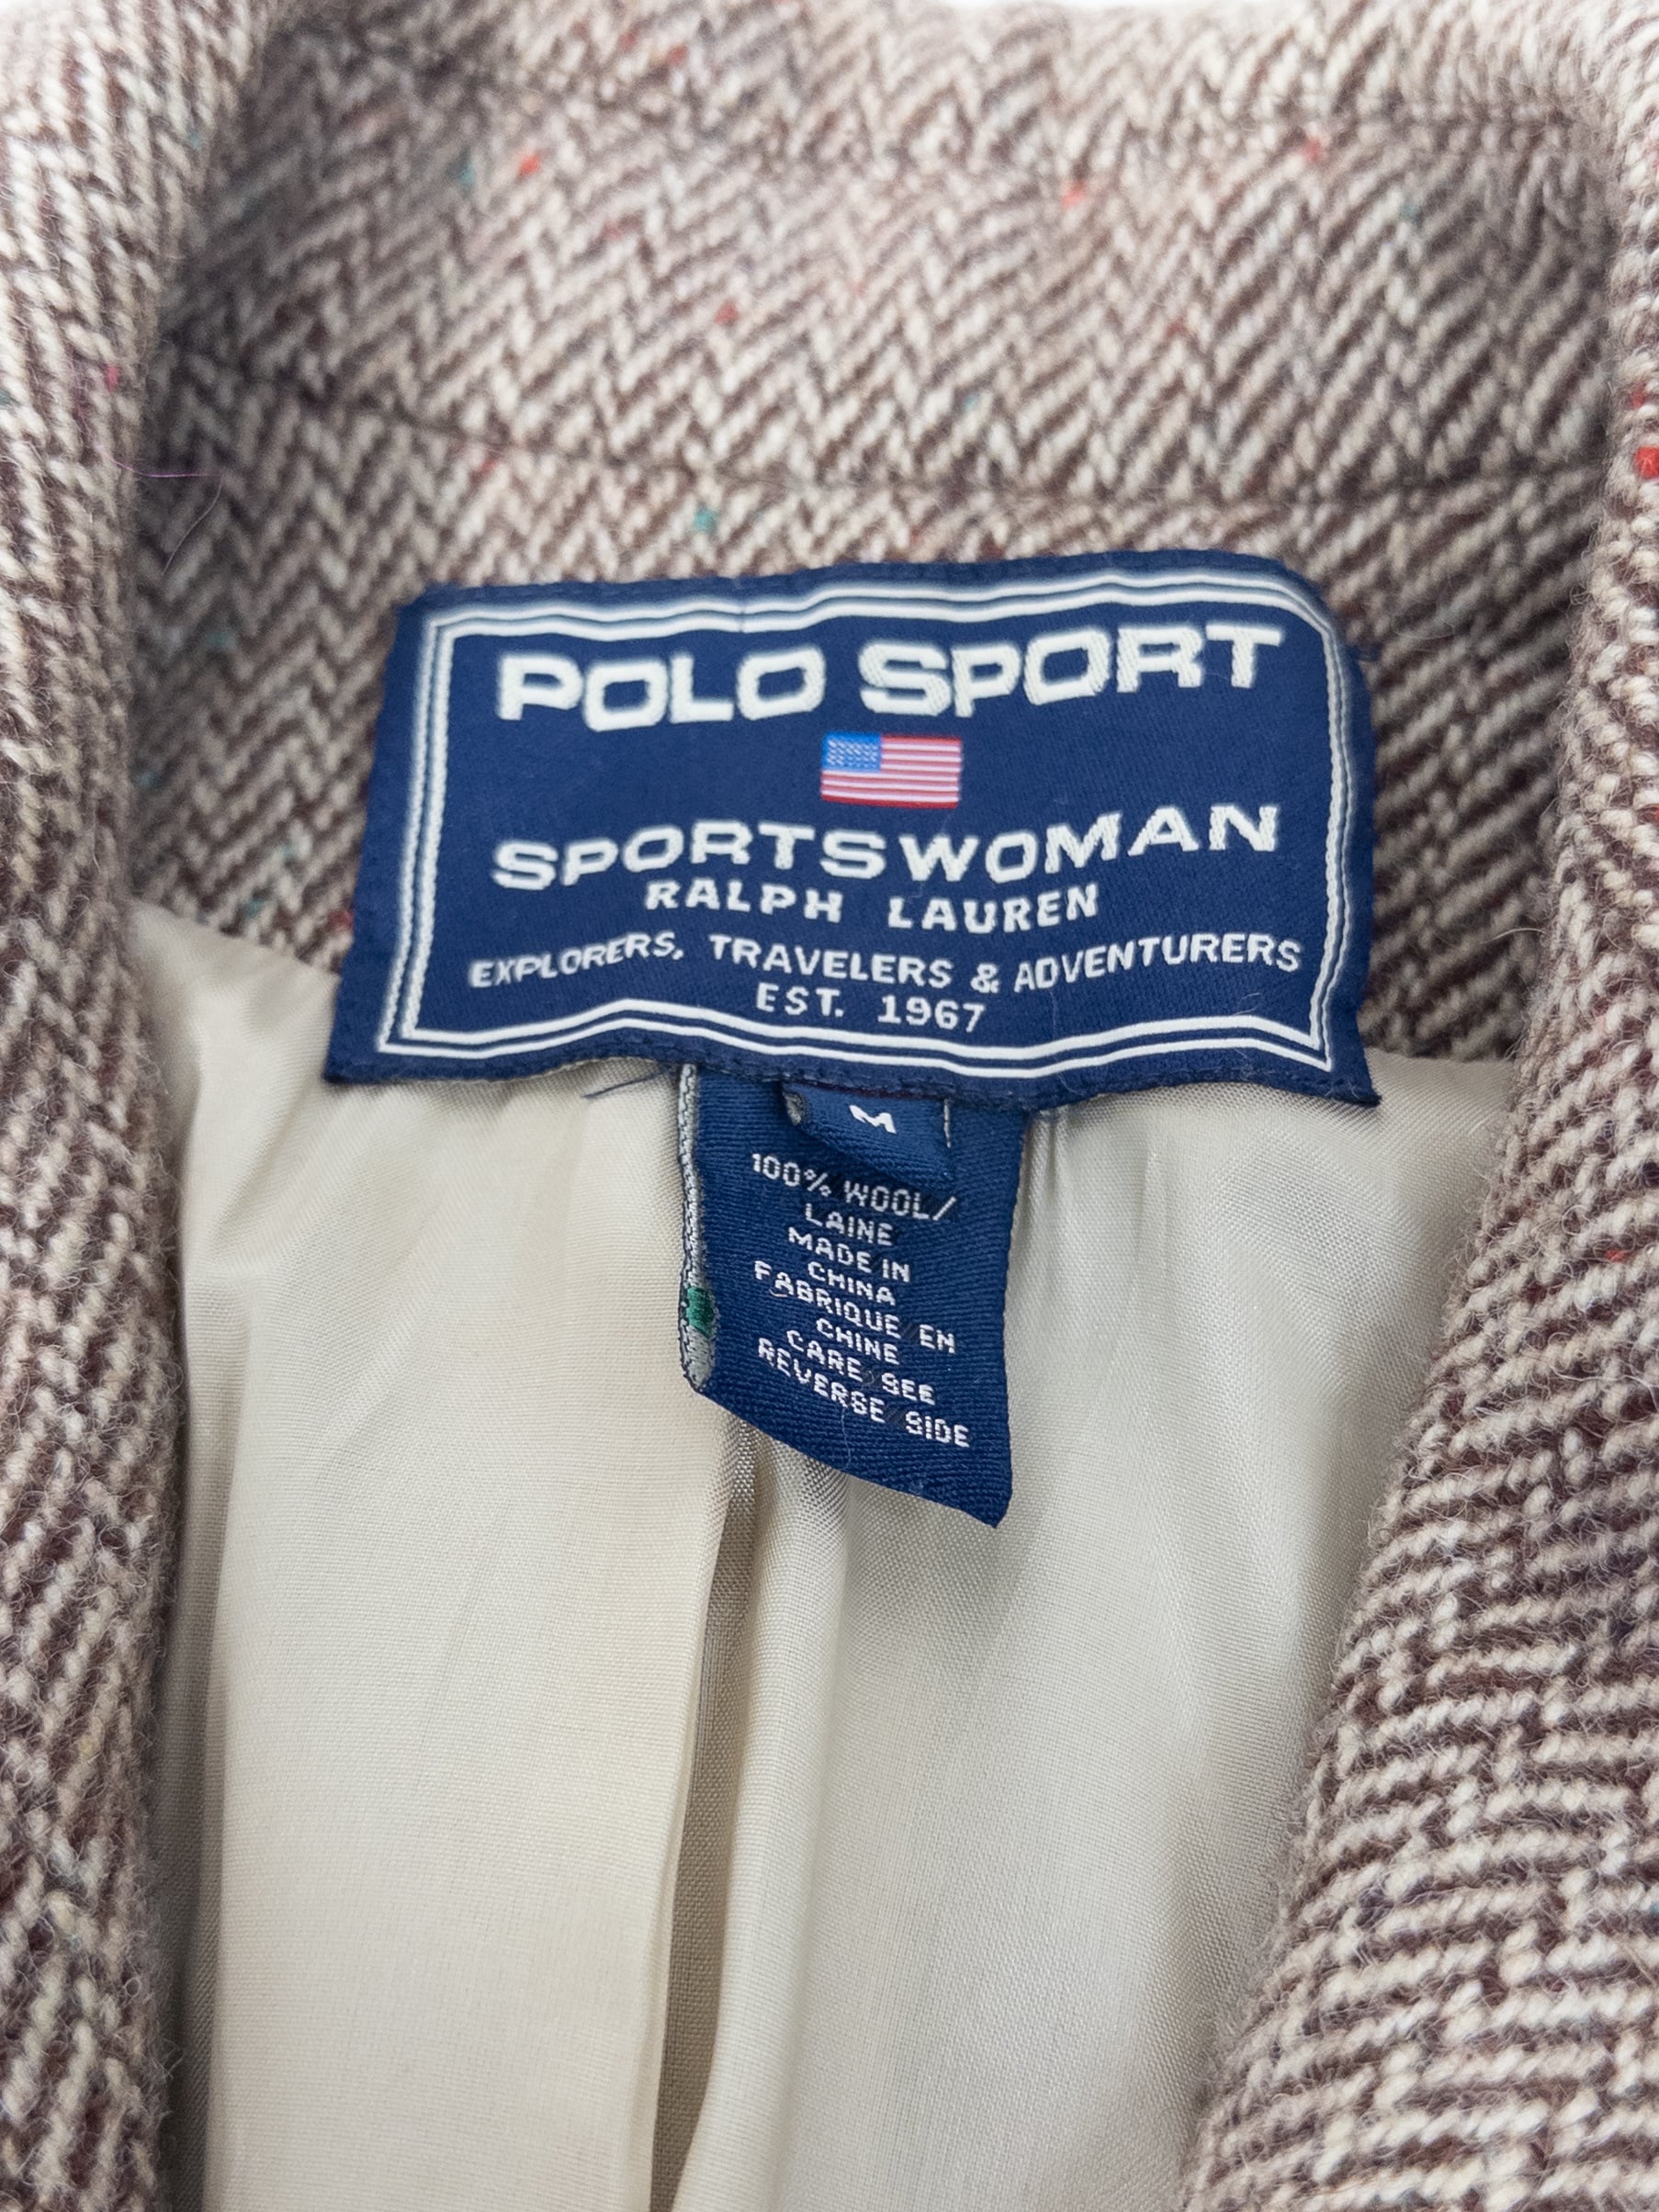 POLO SPORT
SPORTSWOMAN
RALPH LAUREN
EXPLORERS, TRAVELERS & ADVENTURERS
EST. 1967
M
100% WOOL/
LAINE
MADE IN
CHINA
FABRIQUE EN
CHINE
CARE SEE
REVERSE SIDE